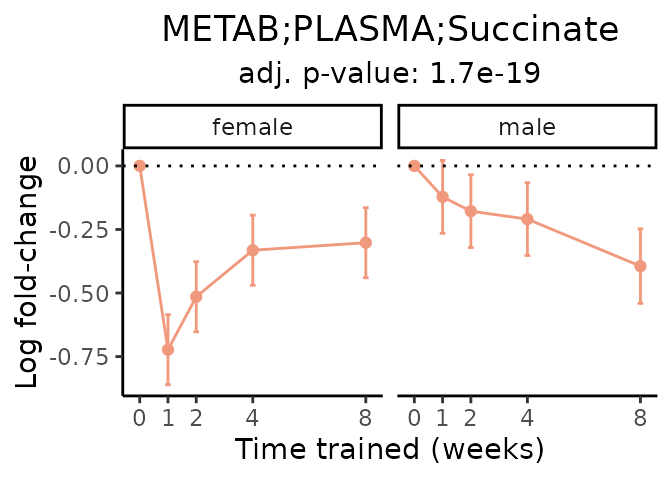 METAB;PLASMA;Succinate
adj. p-value: 1.7e-19
female
male
Log fold-change
0.00
-0.25
-0.50
-0.75
0 1 2 4 8
0 1 2 4 8
Time trained (weeks)